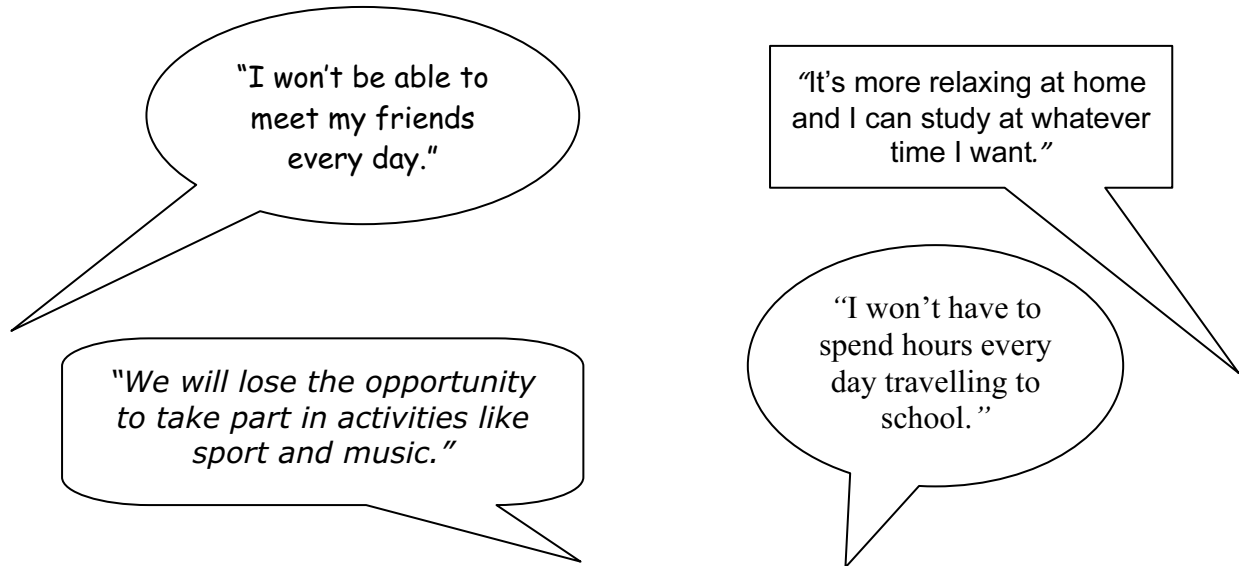 "I won't be able to
meet my friends
every day."
"It's more relaxing at home
and I can study at whatever
time I want."
"We will lose the opportunity
to take part in activities like
sport and music."
"I won't have to
spend hours every
day travelling to
school."